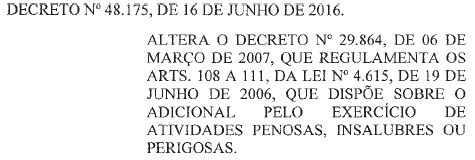 DECRETO Nº 48.175, DE 16 DE JUNHO DE 2016.
ALTERA O DECRETO Nº 29.864, DE 06 DE
MARÇO DE 2007, QUE REGULAMENTA OS
ARTS. 108 A 111, DA LEI Nº 4.615, DE 19 DE
JUNHO DE 2006, QUE DISPÕE SOBRE O
ADICIONAL PELO EXERCÍCIO DE
ATIVIDADES PENOSAS, INSALUBRES OU
PERIGOSAS.